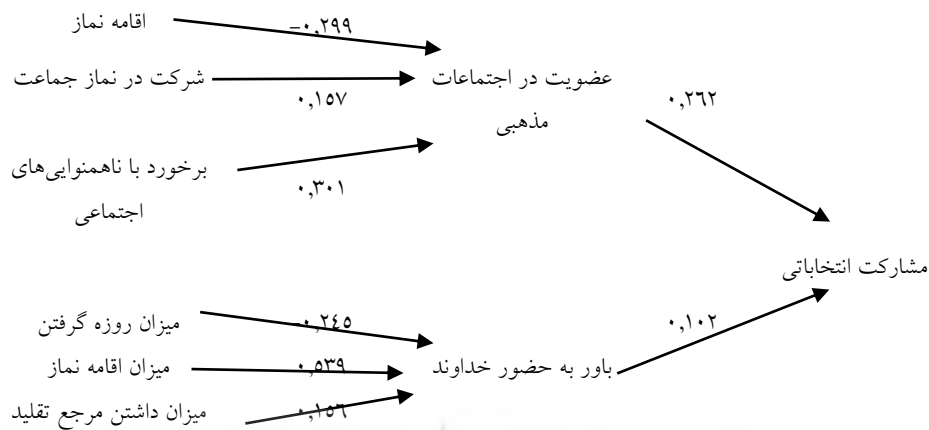 اقامه نماز
-۰,۲۹۹
شرکت در نماز جماعت
۰,۱۵۷
عضویت در اجتماعات
مذهبی
۰,۲۶۲
برخورد با ناهمنوایی‌های
اجتماعی
۰,۳۰۱
مشارکت انتخاباتی
میزان روزه گرفتن
۰,۲۴۵
۰,۱۰۲
میزان اقامه نماز
۰,۵۳۹
باور به حضور خداوند
میزان داشتن مرجع تقلید
۰,۱۵۶